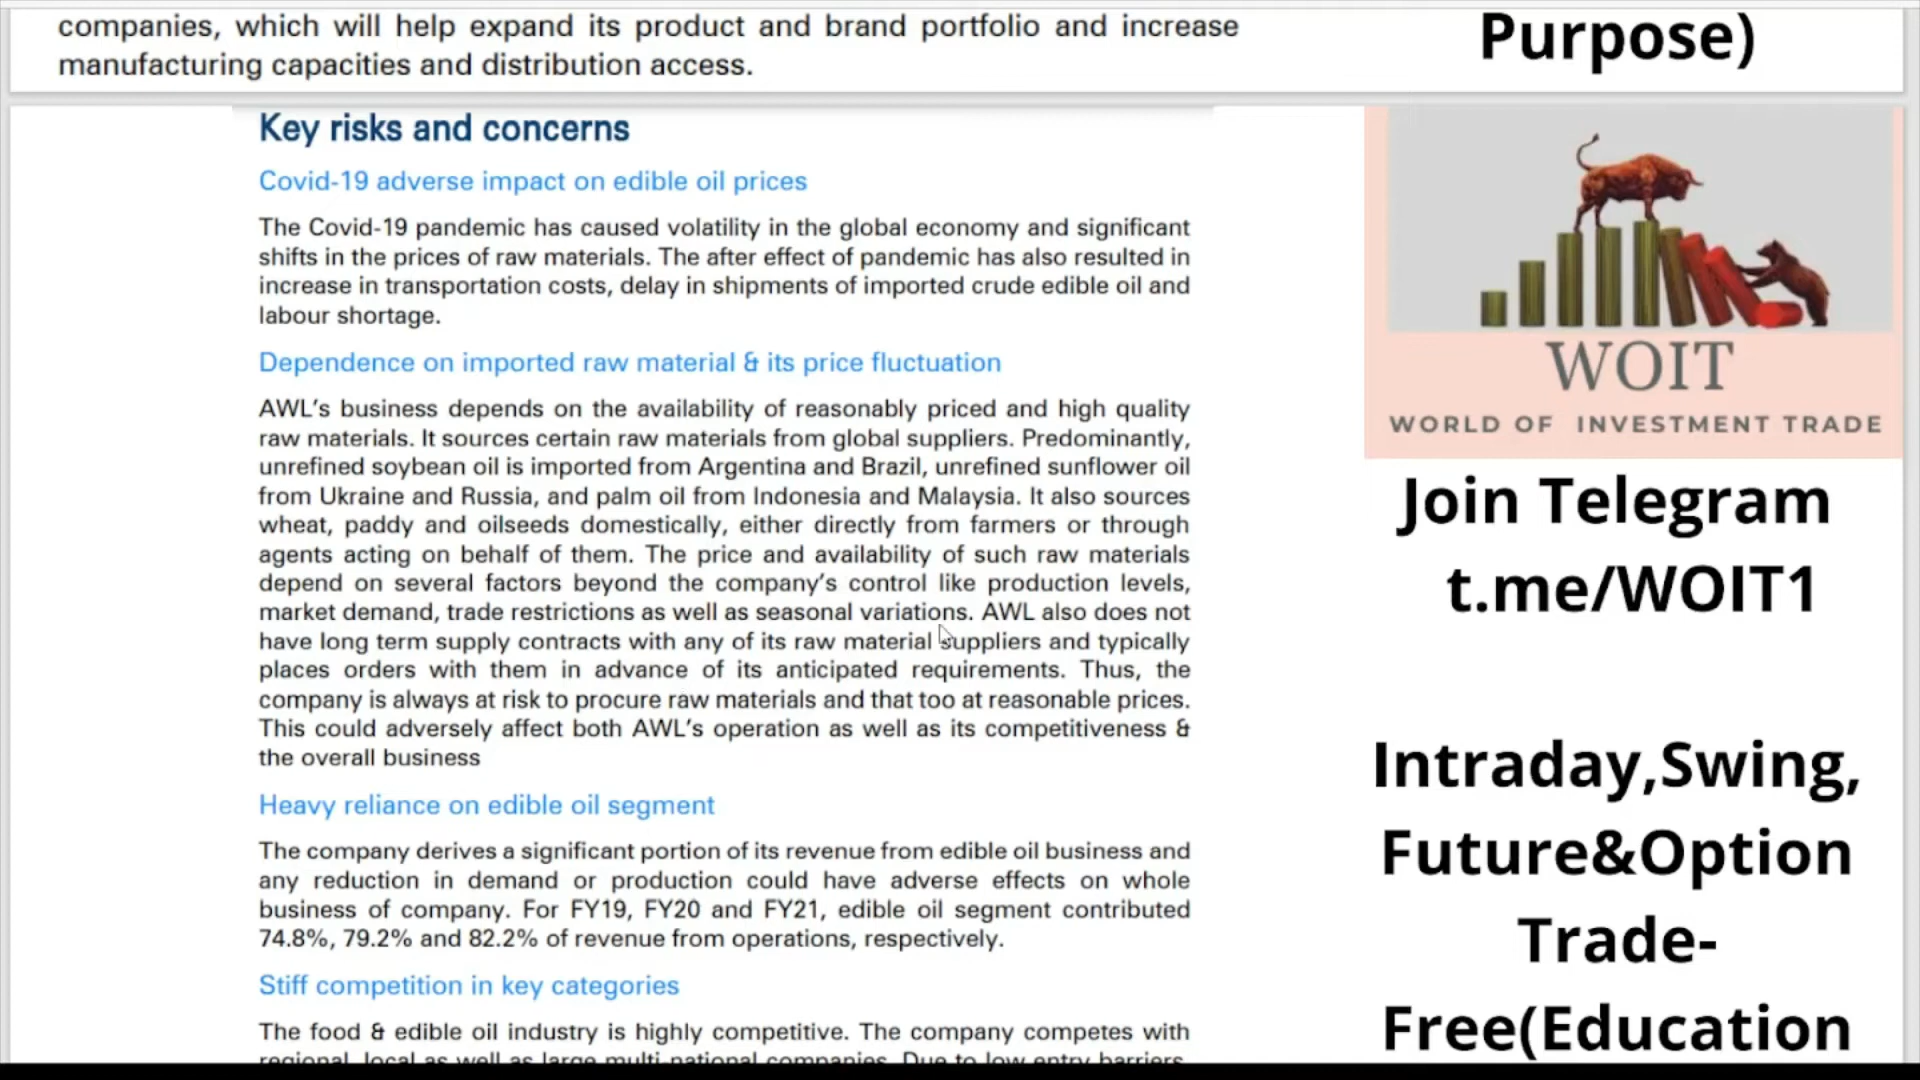 companies, which will help expand its product and brand portfolio and increase
manufacturing capacities and distribution access.
Key risks and concerns
Covid-19 adverse impact on edible oil prices
The Covid-19 pandemic has caused volatility in the global economy and significant
shifts in the prices of raw materials. The after effect of pandemic has also resulted in
increase in transportation costs, delay in shipments of imported crude edible oil and
labour shortage.
Dependence on imported raw material & its price fluctuation
AWL's business depends on the availability of reasonably priced and high quality
raw materials. It sources certain raw materials from global suppliers. Predominantly,
unrefined soybean oil is imported from Argentina and Brazil, unrefined sunflower oil
from Ukraine and Russia, and palm oil from Indonesia and Malaysia. It also sources
wheat, paddy and oilseeds domestically, either directly from farmers or through
agents acting on behalf of them. The price and availability of such raw materials
depend on several factors beyond the company's control like production levels,
market demand, trade restrictions as well as seasonal variations. AWL also does not
have long term supply contracts with any of its raw material suppliers and typically
places orders with them in advance of its anticipated requirements. Thus, the
company is always at risk to procure raw materials and that too at reasonable prices.
This could adversely affect both AWL's operation as well as its competitiveness &
the overall business
Heavy reliance on edible oil segment
The company derives a significant portion of its revenue from edible oil business and
any reduction in demand or production could have adverse effects on whole
business of company. For FY19, FY20 and FY21, edible oil segment contributed
74.8%, 79.2% and 82.2% of revenue from operations, respectively.
Stiff competition in key categories
The food & edible oil industry is highly competitive. The company competes with
regional, local as well as large multi-national companies. Due to low entry barriers,
Purpose)
WOIT
WORLD OF INVESTMENT TRADE
Join Telegram
t.me/WOIT1
Intraday,Swing,
Future&Option
Trade-
Free(Education